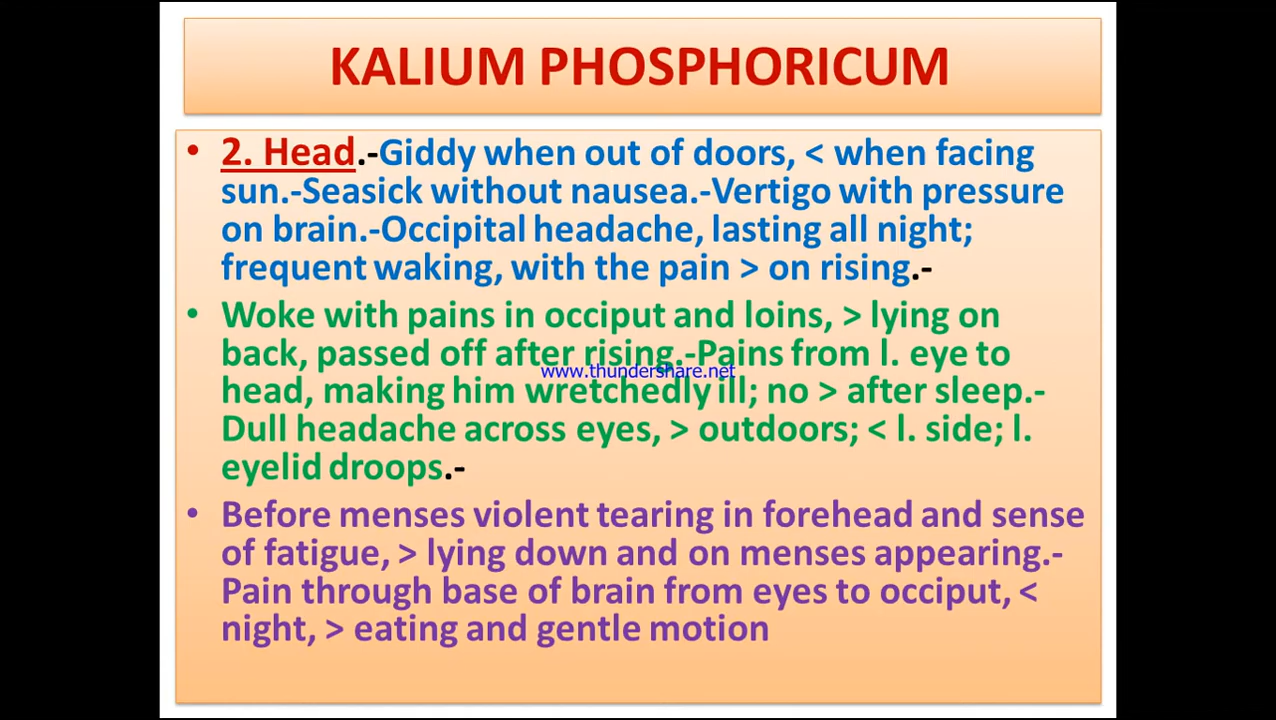 KALIUM PHOSPHORICUM
• 2. Head.-Giddy when out of doors, < when facing
sun.-Seasick without nausea.-Vertigo with pressure
on brain.-Occipital headache, lasting all night;
frequent waking, with the pain > on rising.-
• Woke with pains in occiput and loins, > lying on
back, passed off after rising.-Pains from l. eye to
www.thundershare.net
head, making him wretchedly ill; no > after sleep.-
Dull headache across eyes, > outdoors; < l. side; l.
eyelid droops.-
• Before menses violent tearing in forehead and sense
of fatigue, > lying down and on menses appearing.-
Pain through base of brain from eyes to occiput, <
night, > eating and gentle motion